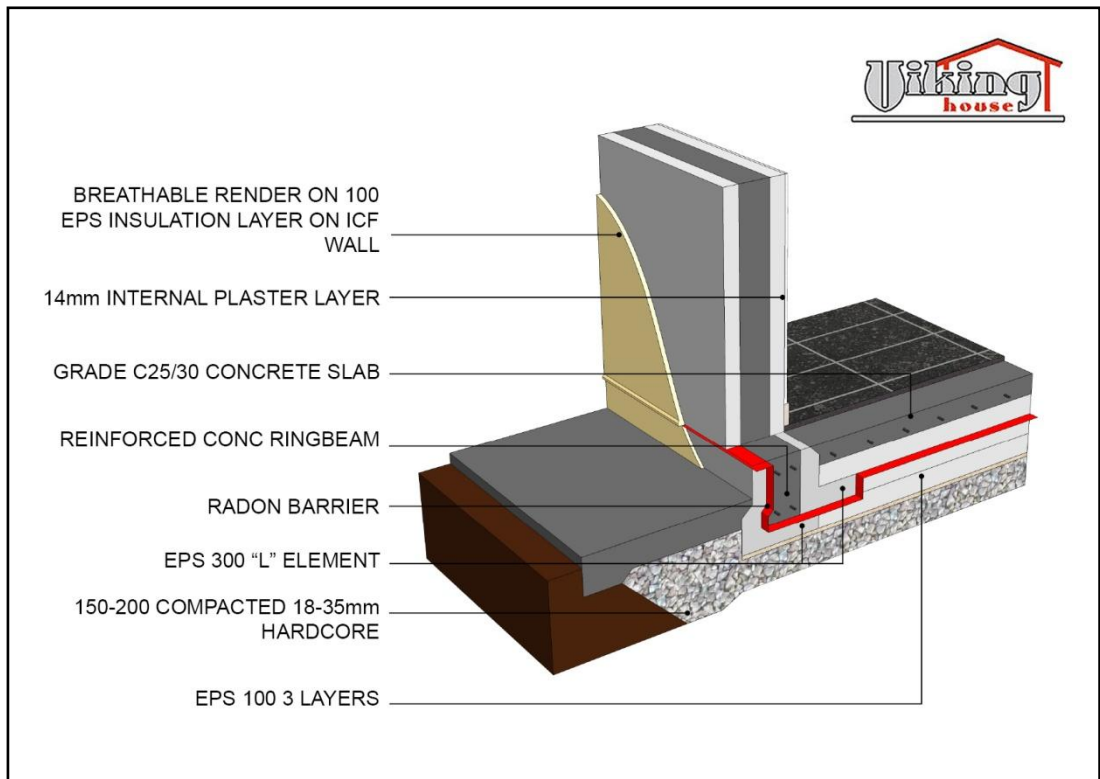 Viking
house
BREATHABLE RENDER ON 100
EPS INSULATION LAYER ON ICF
WALL
14mm INTERNAL PLASTER LAYER
GRADE C25/30 CONCRETE SLAB
REINFORCED CONC RINGBEAM
RADON BARRIER
EPS 300 “L” ELEMENT
150-200 COMPACTED 18-35mm
HARDCORE
EPS 100 3 LAYERS